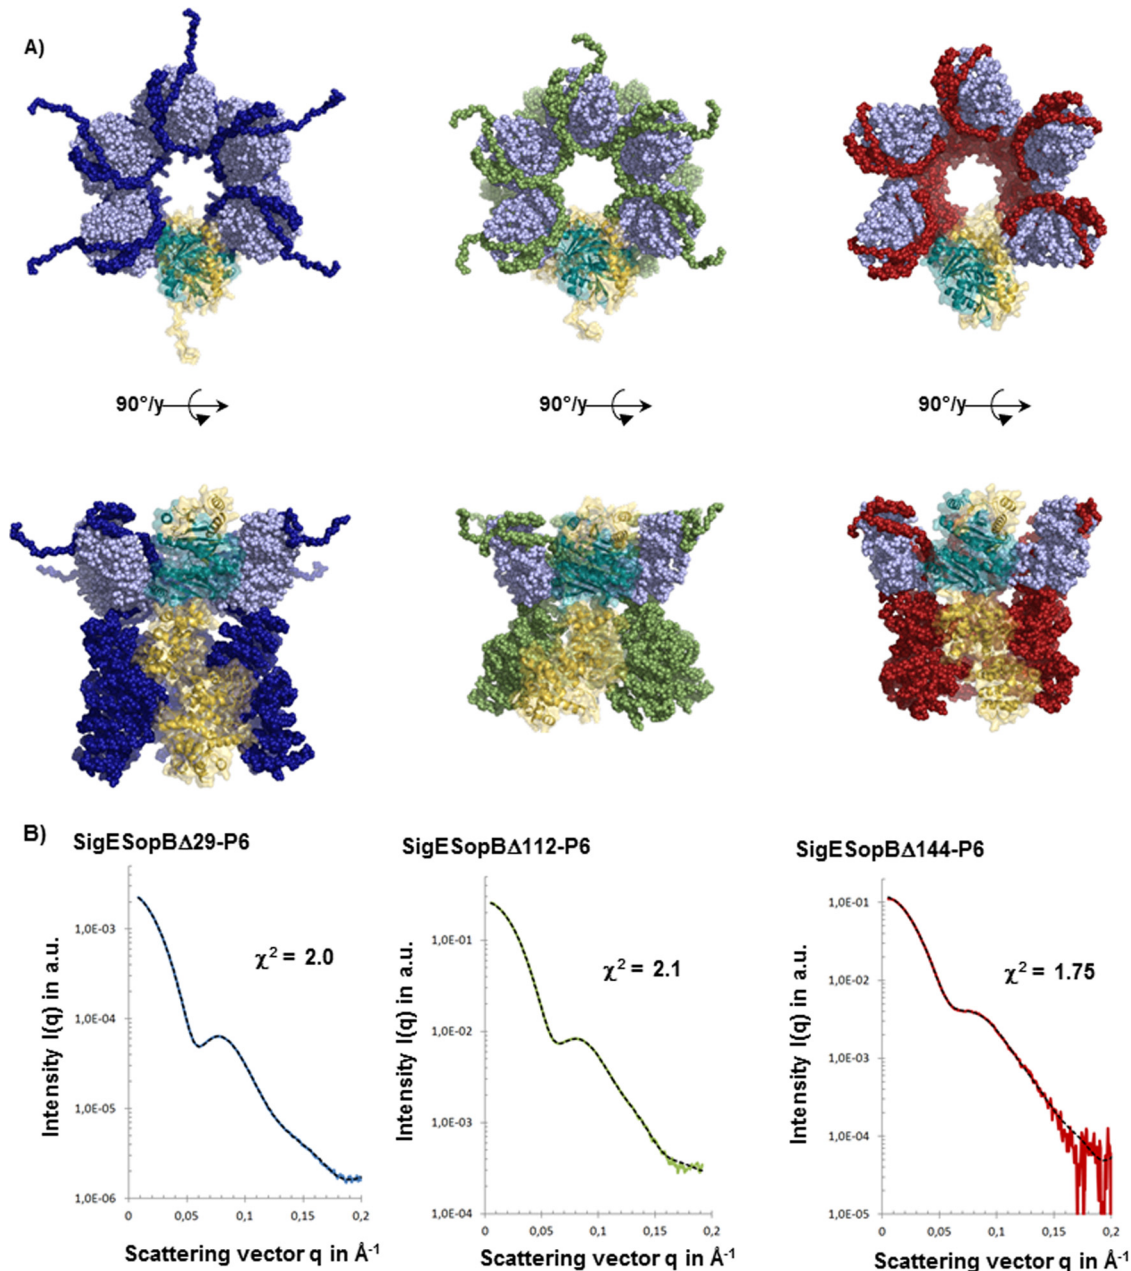 A)
90°/y
90°/y
90°/y
B)
SigESopBΔ29-P6
SigESopBΔ112-P6
SigESopBΔ144-P6
Intensity I(q) in a.u.
1,0E-03
1,0E-04
1,0E-05
1,0E-06
χ² = 2.0
0
0,05
0,1
0,15
0,2
Scattering vector q in Å⁻¹
Intensity I(q) in a.u.
1,0E-01
1,0E-02
1,0E-03
1,0E-04
χ² = 2.1
0
0,05
0,1
0,15
0,2
Scattering vector q in Å⁻¹
Intensity I(q) in a.u.
1,0E-01
1,0E-02
1,0E-03
1,0E-04
1,0E-05
χ² = 1.75
0
0,05
0,1
0,15
0,2
Scattering vector q in Å⁻¹